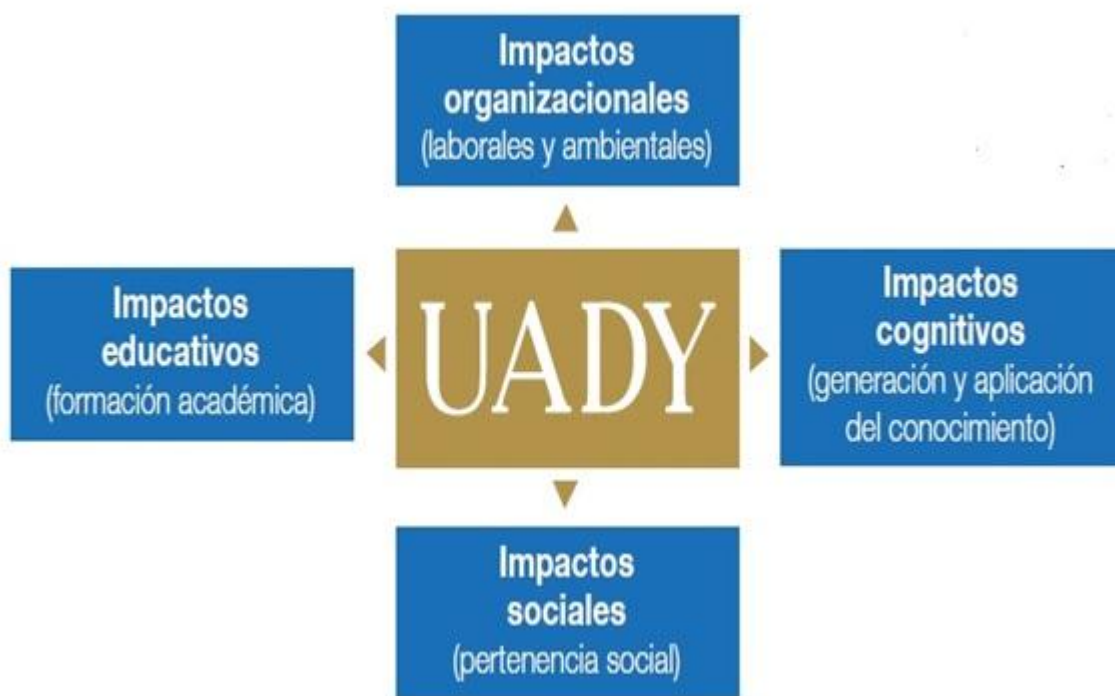 Impactos
organizacionales
(laborales y ambientales)
Impactos
educativos
(formación académica)
UADY
Impactos
cognitivos
(generación y aplicación
del conocimiento)
Impactos
sociales
(pertenencia social)